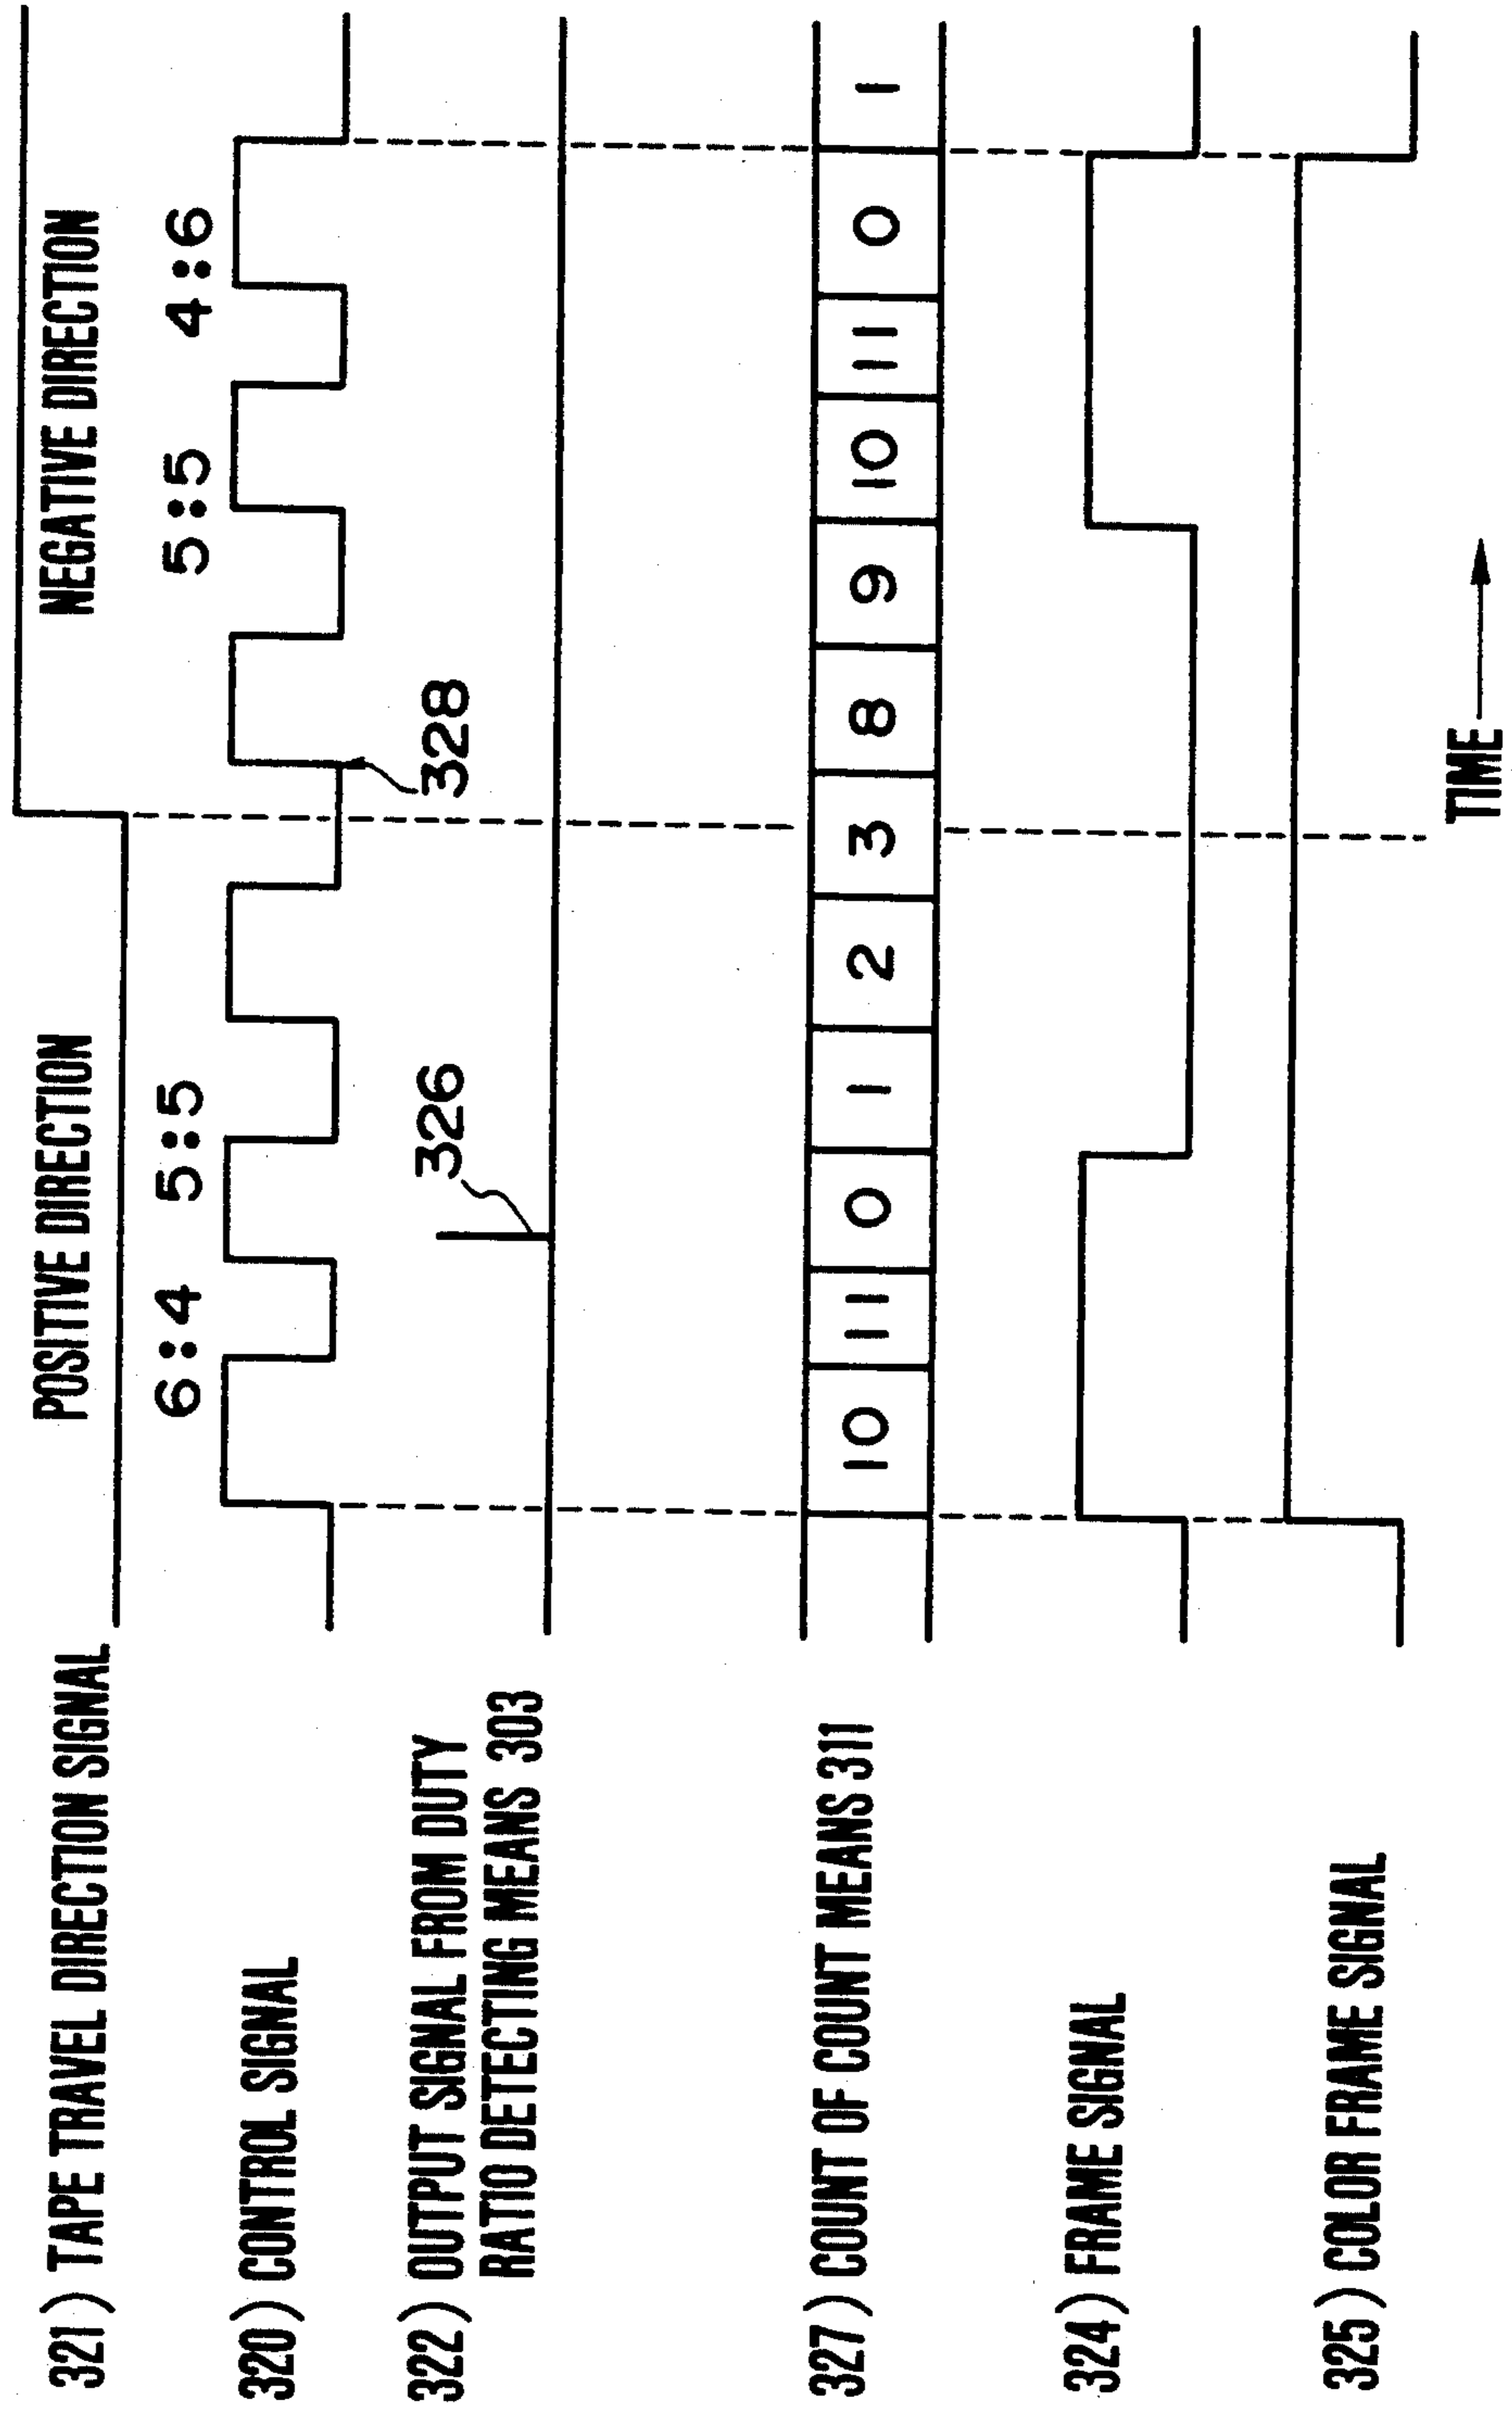 POSITIVE DIRECTION NEGATIVE DIRECTION
321) TAPE TRAVEL DIRECTION SIGNAL
6:4 5:5 5:5 4:6
320) CONTROL SIGNAL
326 328
322) OUTPUT SIGNAL FROM DUTY
RATIO DETECTING MEANS 303
327) COUNT OF COUNT MEANS 311
10 11 0 1 2 3 8 9 10 11 0 1
324) FRAME SIGNAL
325) COLOR FRAME SIGNAL
TIME